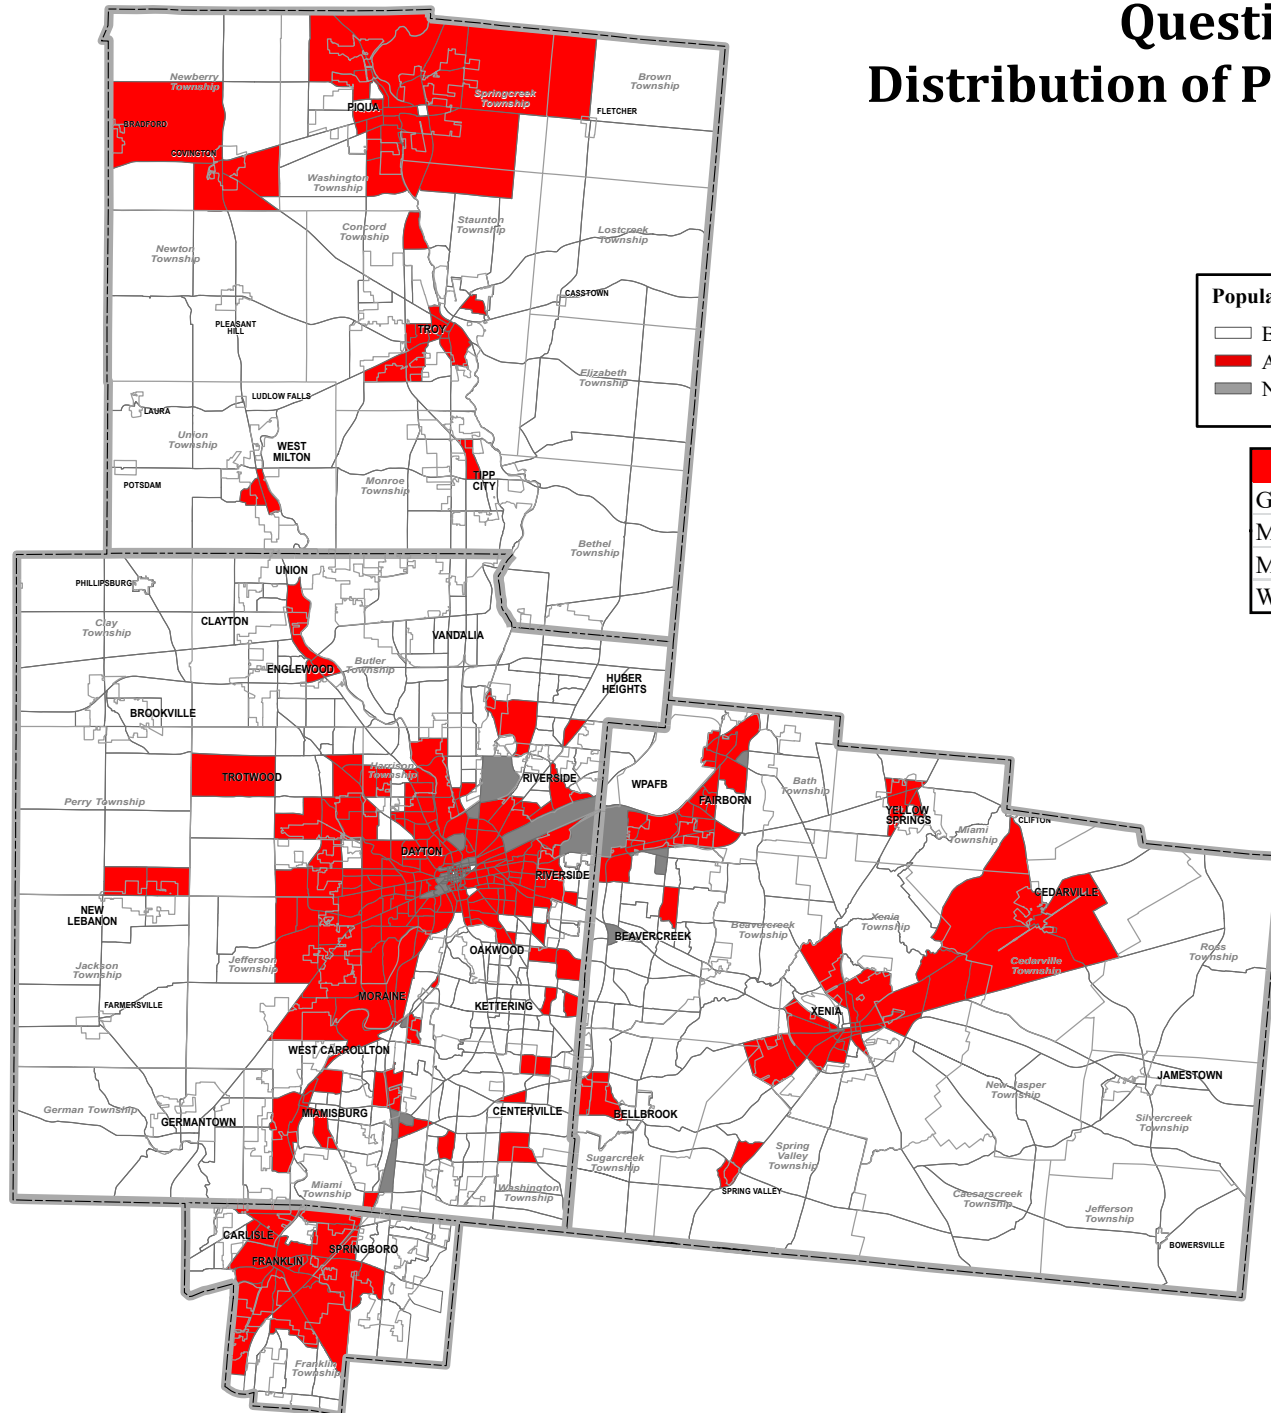 Questi
Distribution of P
Popula
B
A
N
G
M
M
W
Newberry
Township
Brown
Township
Springcreek
Township
FLETCHER
PIQUA
BRADFORD
COVINGTON
Washington
Township
Staunton
Township
Concord
Township
Lostcreek
Township
Newton
Township
CASSTOWN
PLEASANT
HILL
TROY
Elizabeth
Township
LUDLOW FALLS
LAURA
Union
Township
WEST
MILTON
TIPP
CITY
Monroe
Township
POTSDAM
Bethel
Township
UNION
PHILLIPSBURG
CLAYTON
Clay
Township
VANDALIA
Butler
Township
ENGLEWOOD
HUBER
HEIGHTS
BROOKVILLE
Harrison
Township
TROTWOOD
RIVERSIDE
WPAFB
Bath
Township
Perry Township
FAIRBORN
YELLOW
SPRINGS
CLIFTON
Miami
Township
DAYTON
RIVERSIDE
CEDARVILLE
NEW
LEBANON
Xenia
Township
Beavercreek
Township
BEAVERCREEK
OAKWOOD
Ross
Township
Jefferson
Township
Jackson
Township
Cedarville
Township
MORAINE
FARMERSVILLE
KETTERING
XENIA
WEST CARROLLTON
JAMESTOWN
New Jasper
Township
German Township
MIAMISBURG
CENTERVILLE
BELLBROOK
GERMANTOWN
Silvercreek
Township
Spring
Valley
Township
Sugarcreek
Township
Miami
Township
Washington
Township
SPRING VALLEY
Caesarscreek
Township
Jefferson
Township
CARLISLE
SPRINGBORO
BOWERSVILLE
FRANKLIN
Franklin
Township